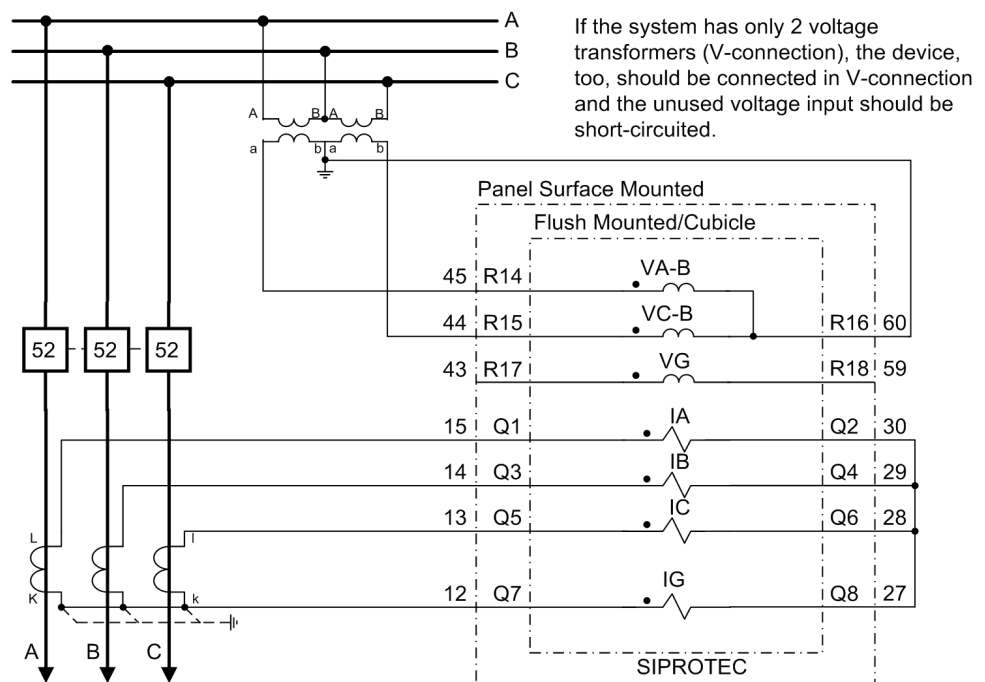 A
B
C
If the system has only 2 voltage
transformers (V-connection), the device,
too, should be connected in V-connection
and the unused voltage input should be
short-circuited.
A B A B
a b a b
Panel Surface Mounted
Flush Mounted/Cubicle
VA-B
45 R14
VC-B
44 R15 R16 60
VG
43 R17 R18 59
52 52 52
IA
15 Q1 Q2 30
IB
14 Q3 Q4 29
IC
13 Q5 Q6 28
L l
K k
IG
12 Q7 Q8 27
A B C
SIPROTEC